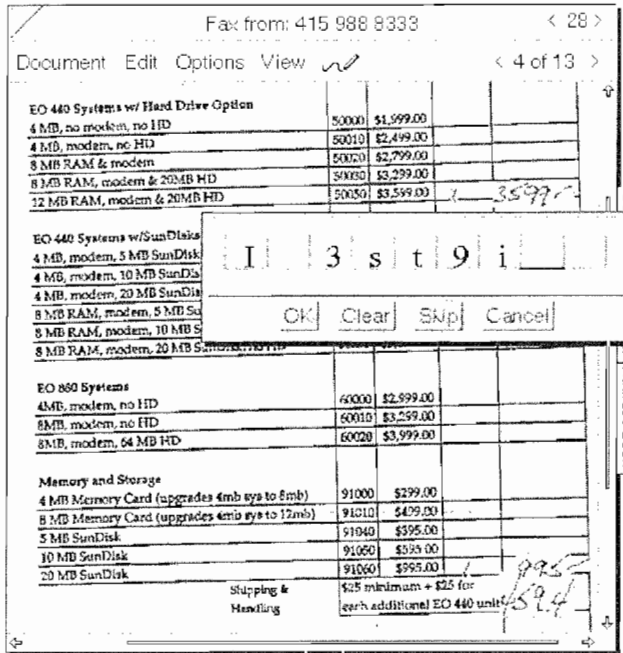 Fax from: 415 988 8333 < 28 >
Document Edit Options View < 4 of 13 >
EO 440 Systems w/ Hard Drive Option
4 MB, no modem, no HD 50000 $1,999.00
4 MB, modem, no HD 50010 $2,499.00
8 MB RAM & modem 50020 $2,799.00
8 MB RAM, modem & 20MB HD 50030 $3,299.00
12 MB RAM, modem & 20MB HD 50050 $3,599.00 1 3599-
EO 440 Systems w/SunDisks
4 MB, modem, 5 MB SunDisk
4 MB, modem, 10 MB SunDis
4 MB, modem, 20 MB SunDis
8 MB RAM, modem, 5 MB Su
8 MB RAM, modem, 10 MB S
8 MB RAM, modem, 20 MB
I 3 s t 9 i
OK Clear Skip Cancel
EO 880 Systems
4MB, modem, no HD 60000 $2,999.00
8MB, modem, no HD 60010 $3,299.00
8MB, modem, 64 MB HD 60020 $3,999.00
Memory and Storage
4 MB Memory Card (upgrades 4mb sys to 8mb) 91000 $299.00
8 MB Memory Card (upgrades 4mb sys to 12mb) 91010 $499.00
5 MB SunDisk 91040 $395.00
10 MB SunDisk 91050 $595.00
20 MB SunDisk 91060 $995.00 1 995-
Shipping & $25 minimum + $25 for
Handling each additional EO 440 unit